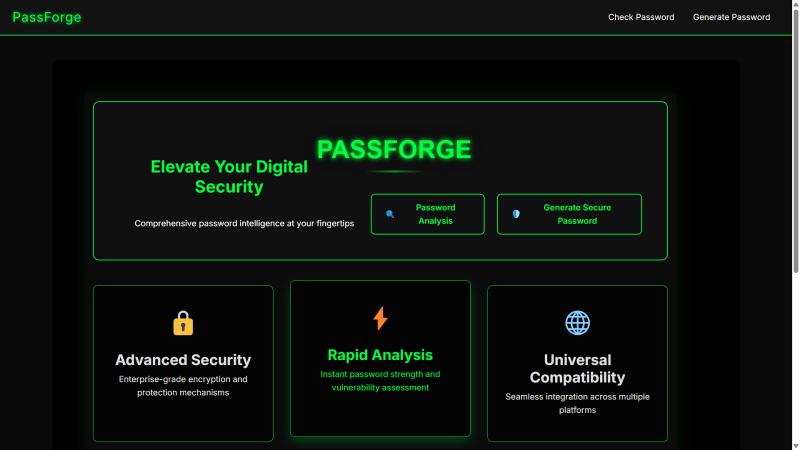 PassForge
Check Password
Generate Password
PASSFORGE
Elevate Your Digital
Security
Comprehensive password intelligence at your fingertips
Password
Analysis
Generate Secure
Password
Advanced Security
Enterprise-grade encryption and
protection mechanisms
Rapid Analysis
Instant password strength and
vulnerability assessment
Universal
Compatibility
Seamless integration across multiple
platforms